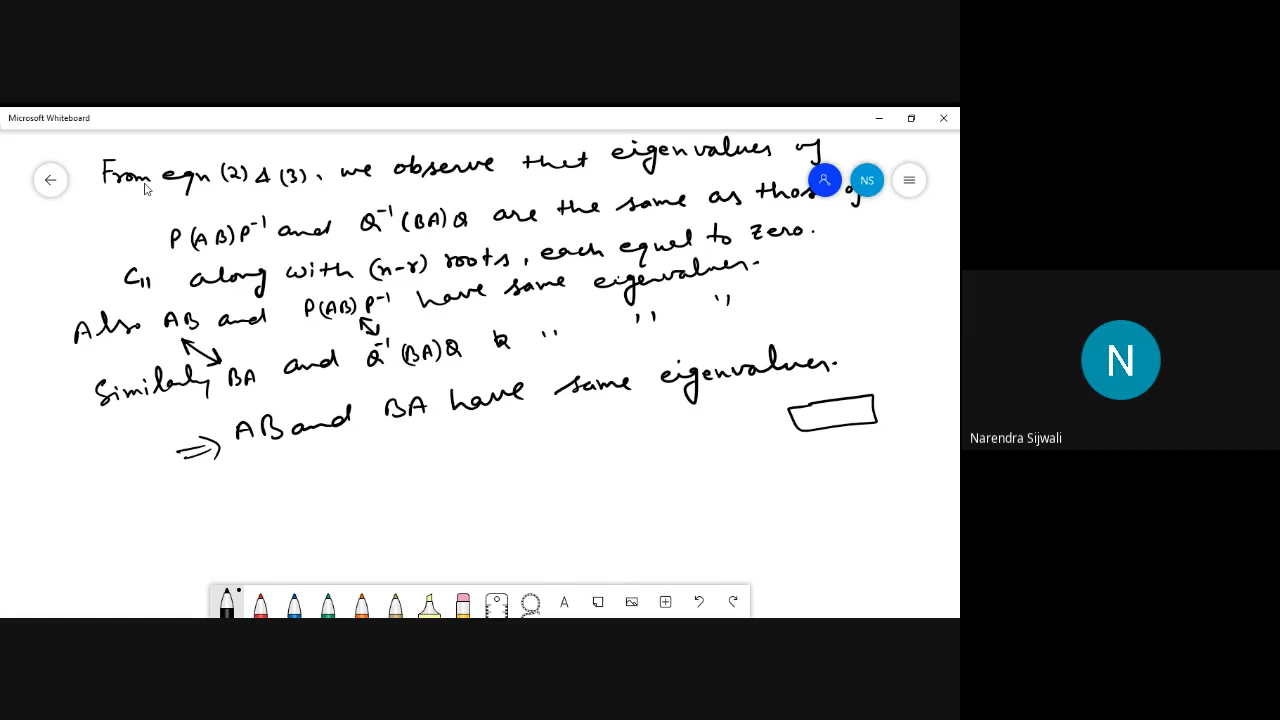 Microsoft Whiteboard
From eqn (2) & (3), we observe that eigenvalues of
NS
P(AB)P⁻¹ and Q⁻¹(BA)Q are the same as those of
C₁₁ along with (n-r) roots, each equal to zero.
Also AB and P(AB)P⁻¹ have same eigenvalues.
Similarly BA and Q⁻¹(BA)Q " " "
⇒ AB and BA have same eigenvalues.
N
Narendra Sijwali
A